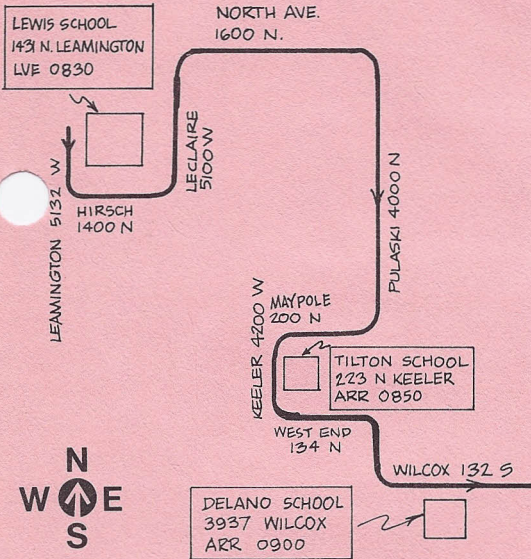 LEWIS SCHOOL
1431 N. LEAMINGTON
LVE 0830
NORTH AVE.
1600 N.
LECLAIRE
5100 W
LEAMINGTON 5132 W
HIRSCH
1400 N
PULASKI 4000 N
KEELER 4200 W
MAYPOLE
200 N
TILTON SCHOOL
223 N KEELER
ARR 0850
WEST END
134 N
WILCOX 132 S
DELANO SCHOOL
3937 WILCOX
ARR 0900
N
W E
S